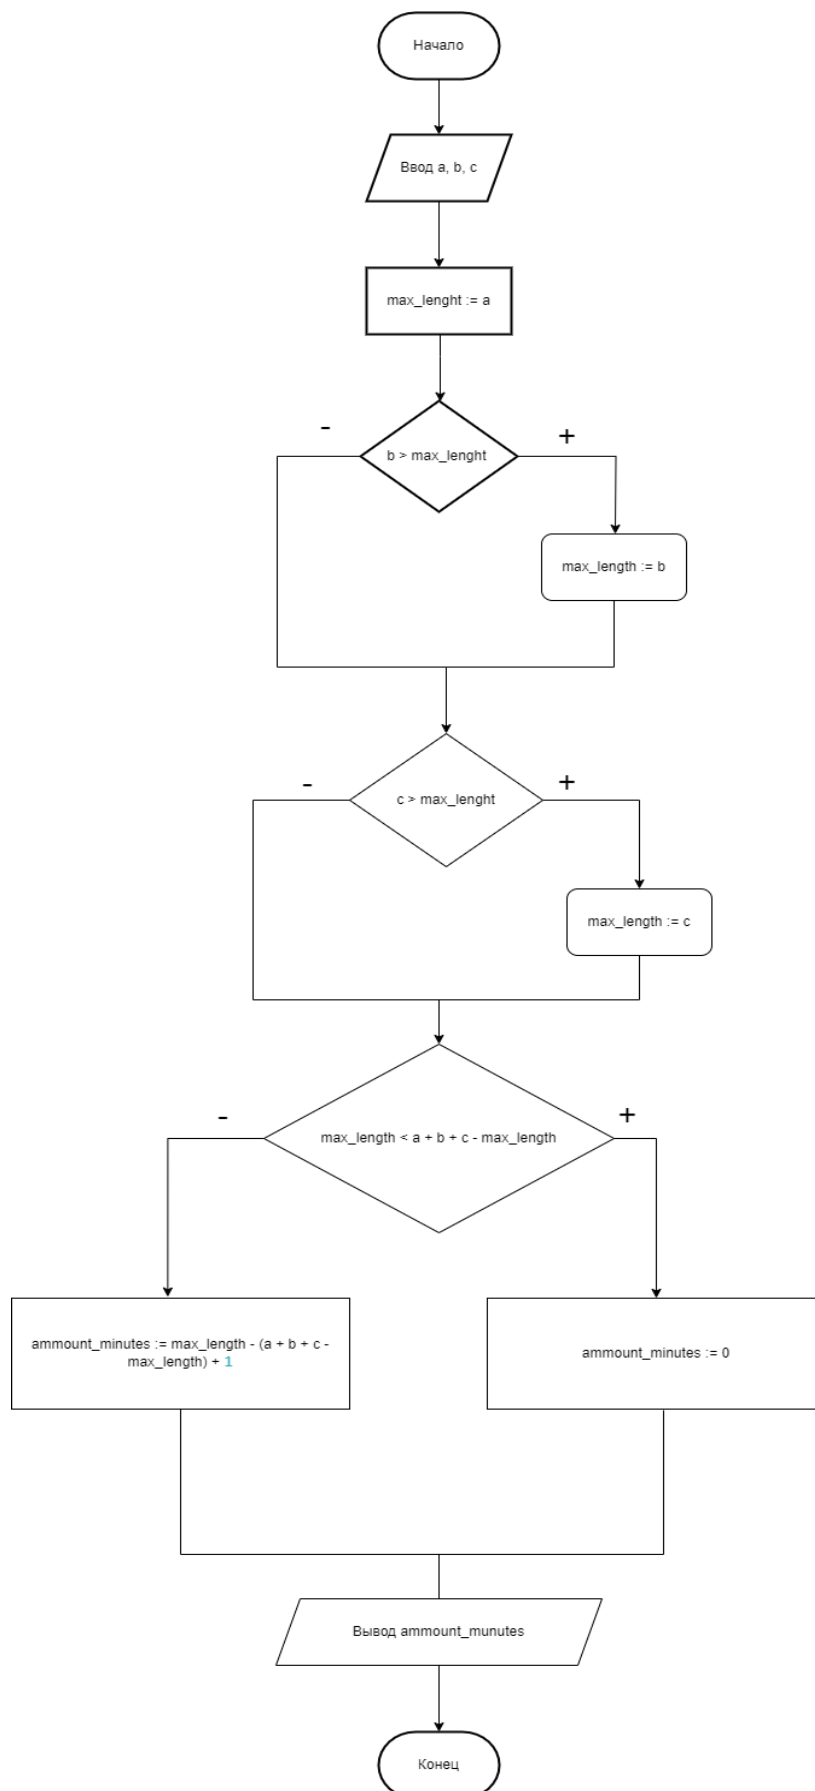 Начало
Ввод a, b, c
max_lenght := a
-
+
b > max_lenght
max_length := b
-
+
c > max_lenght
max_length := c
-
+
max_length < a + b + c - max_length
ammount_minutes := max_length - (a + b + c -
max_length) + 1
ammount_minutes := 0
Вывод ammount_munutes
Конец